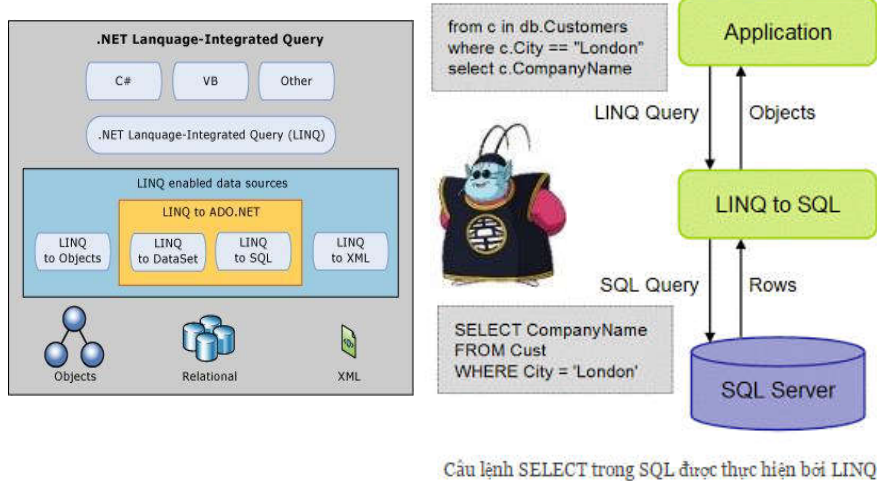 .NET Language-Integrated Query
C#
VB
Other
.NET Language-Integrated Query (LINQ)
LINQ enabled data sources
LINQ to ADO.NET
LINQ
to Objects
LINQ
to DataSet
LINQ
to SQL
LINQ
to XML
Objects
Relational
XML
from c in db.Customers
where c.City == "London"
select c.CompanyName
Application
LINQ Query
Objects
LINQ to SQL
SQL Query
Rows
SELECT CompanyName
FROM Cust
WHERE City = 'London'
SQL Server
Câu lệnh SELECT trong SQL được thực hiện bởi LINQ